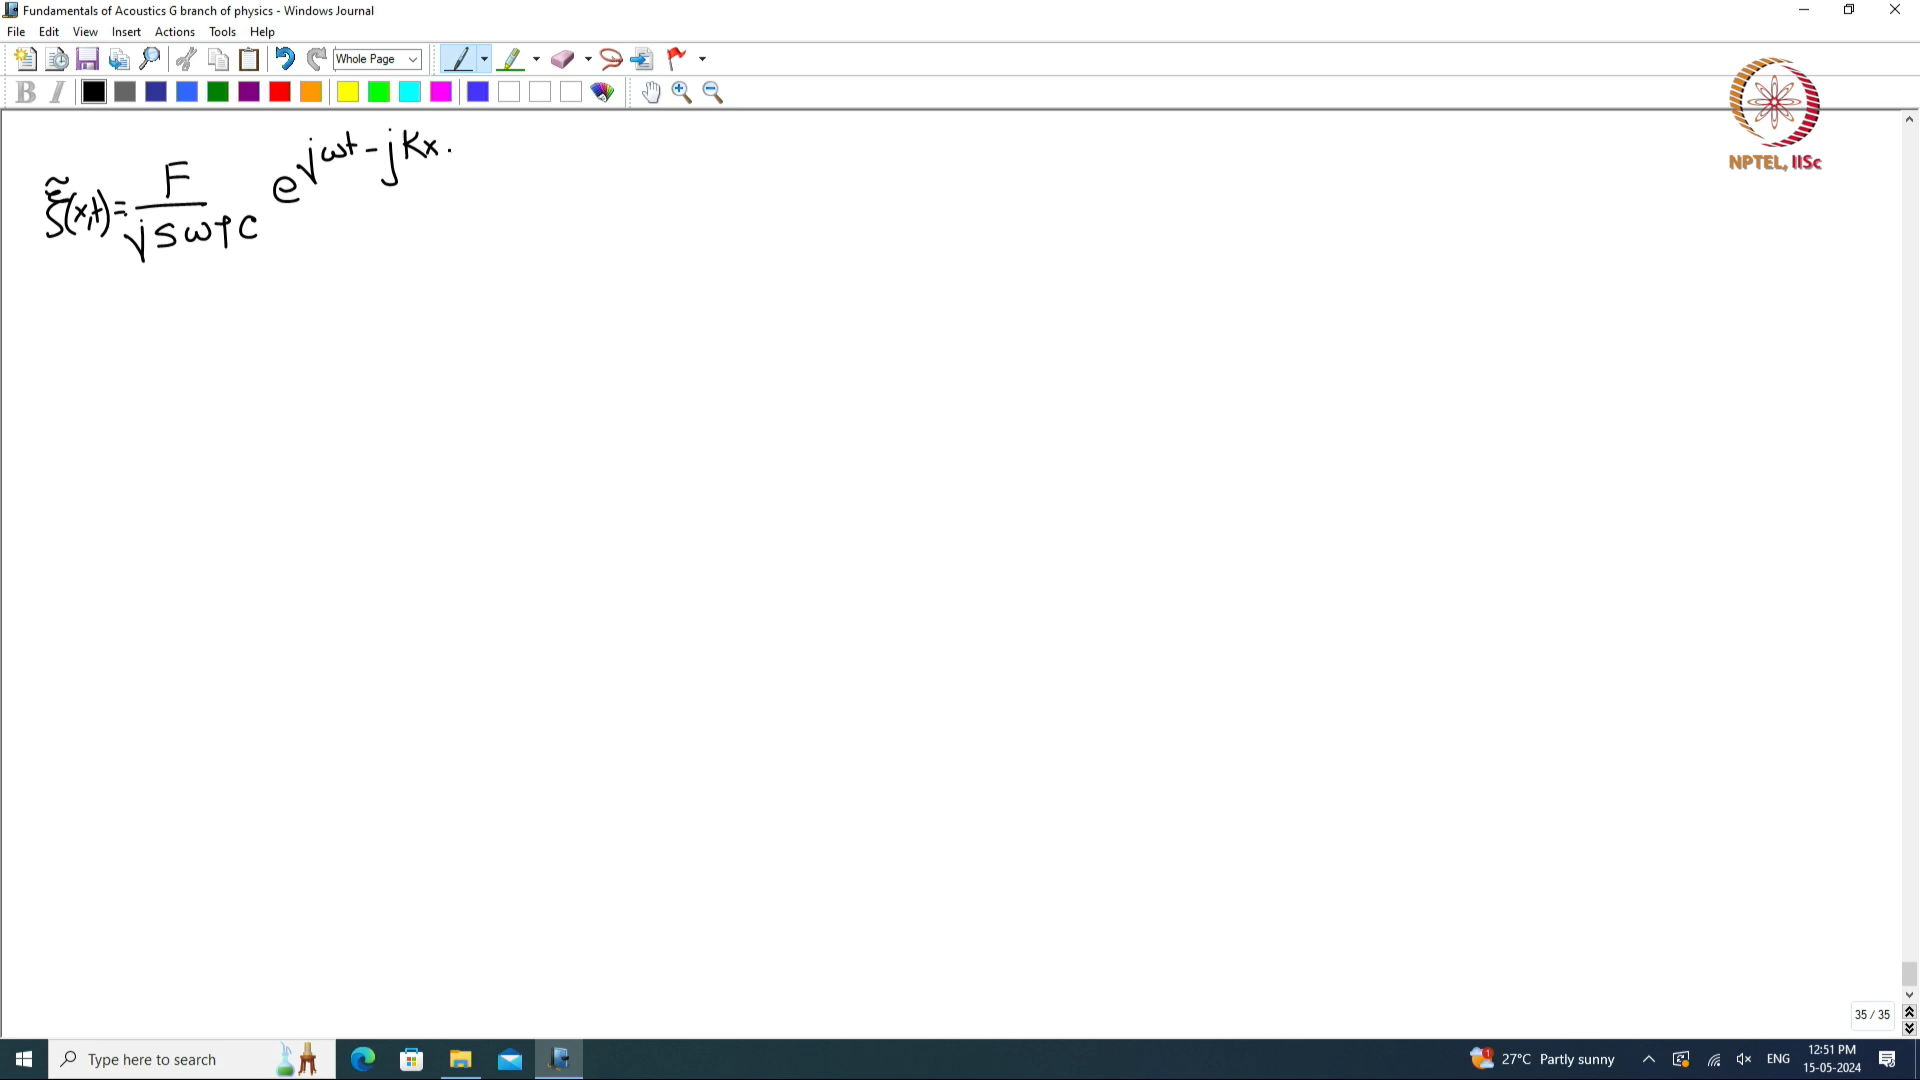 Fundamentals of Acoustics G branch of physics - Windows Journal
File Edit View Insert Actions Tools Help
Whole Page
B I
NPTEL, IISc
ξ̃(x,t) = F / (jSωρc) e^(jωt - jkx).
35 / 35
Type here to search
1
27°C Partly sunny
ENG
12:51 PM
15-05-2024